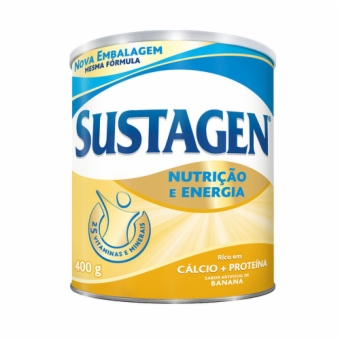 NOVA EMBALAGEM
MESMA FÓRMULA
SUSTAGEN®
NUTRIÇÃO
E ENERGIA
25 VITAMINAS E MINERAIS
400 g
Rico em
CÁLCIO + PROTEÍNA
SABOR ARTIFICIAL DE
BANANA